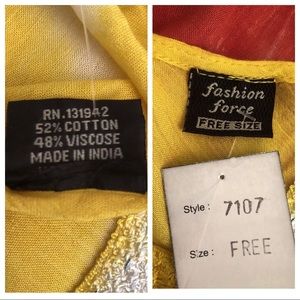 RN.131942
52% COTTON
48% VISCOSE
MADE IN INDIA
fashion
force
FREE SIZE
Style : 7107
Size : FREE